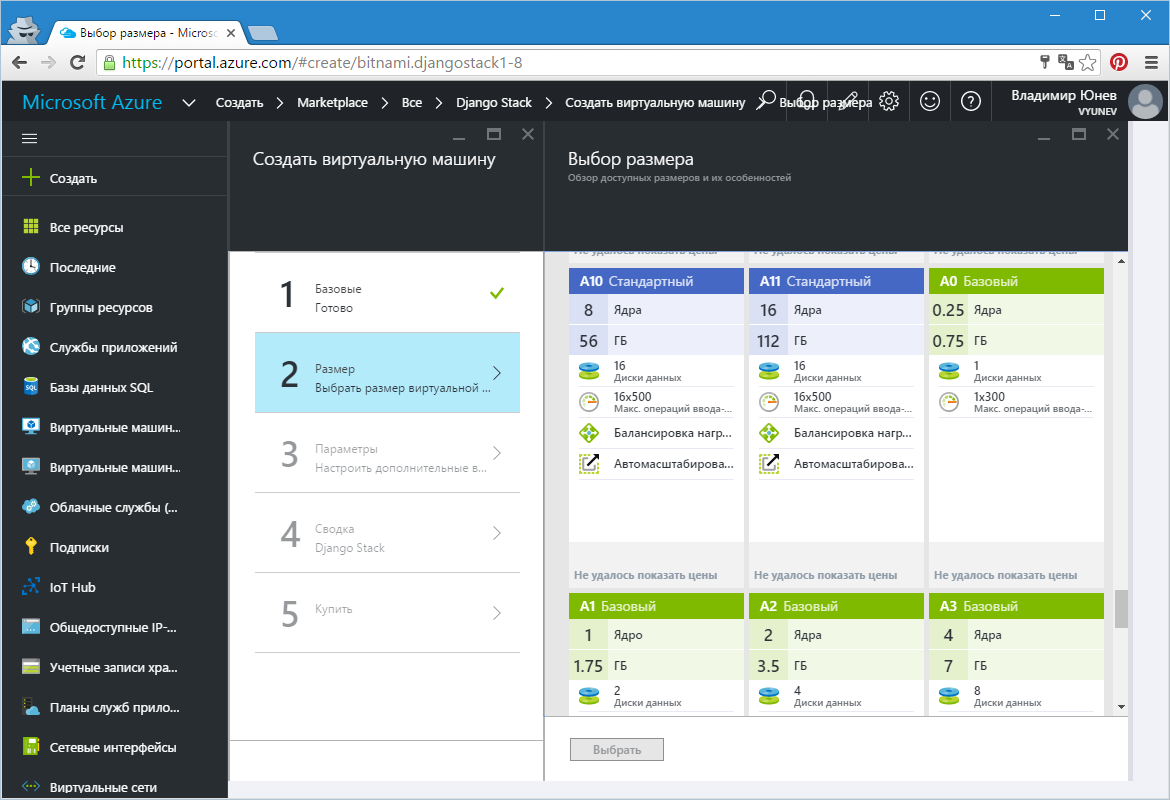 Выбор размера - Micros
https://portal.azure.com/#create/bitnami.djangostack1-8
Microsoft Azure
Создать
Marketplace
Все
Django Stack
Создать виртуальную машину
Выбор размера
Владимир Юнев
VYUNEV
Создать
Все ресурсы
Последние
Группы ресурсов
Службы приложений
Базы данных SQL
Виртуальные машин...
Виртуальные машин...
Облачные службы (...
Подписки
IoT Hub
Общедоступные IP-...
Учетные записи хра...
Планы служб прило...
Сетевые интерфейсы
Виртуальные сети
Создать виртуальную машину
1
Базовые
Готово
2
Размер
Выбрать размер виртуальной ...
3
Параметры
Настроить дополнительные в...
4
Сводка
Django Stack
5
Купить
Выбор размера
Обзор доступных размеров и их особенностей
Не удалось показать цены
Не удалось показать цены
Не удалось показать цены
A10 Стандартный
8 Ядра
56 ГБ
16
Диски данных
16x500
Макс. операций ввода-...
Балансировка нагр...
Автомасштабирова...
Не удалось показать цены
A11 Стандартный
16 Ядра
112 ГБ
16
Диски данных
16x500
Макс. операций ввода-...
Балансировка нагр...
Автомасштабирова...
Не удалось показать цены
A0 Базовый
0.25 Ядра
0.75 ГБ
1
Диски данных
1x300
Макс. операций ввода-...
Не удалось показать цены
A1 Базовый
1 Ядро
1.75 ГБ
2
Диски данных
A2 Базовый
2 Ядра
3.5 ГБ
4
Диски данных
A3 Базовый
4 Ядра
7 ГБ
8
Диски данных
Выбрать